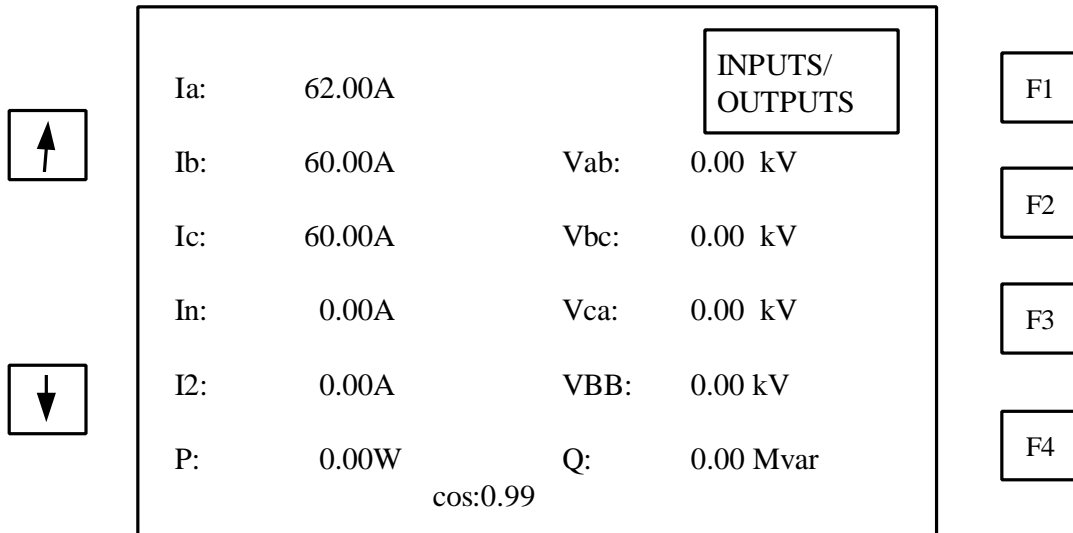 INPUTS/
OUTPUTS
F1
Ia: 62.00A
Ib: 60.00A Vab: 0.00 kV
F2
Ic: 60.00A Vbc: 0.00 kV
In: 0.00A Vca: 0.00 kV
F3
I2: 0.00A VBB: 0.00 kV
P: 0.00W Q: 0.00 Mvar
F4
cos:0.99